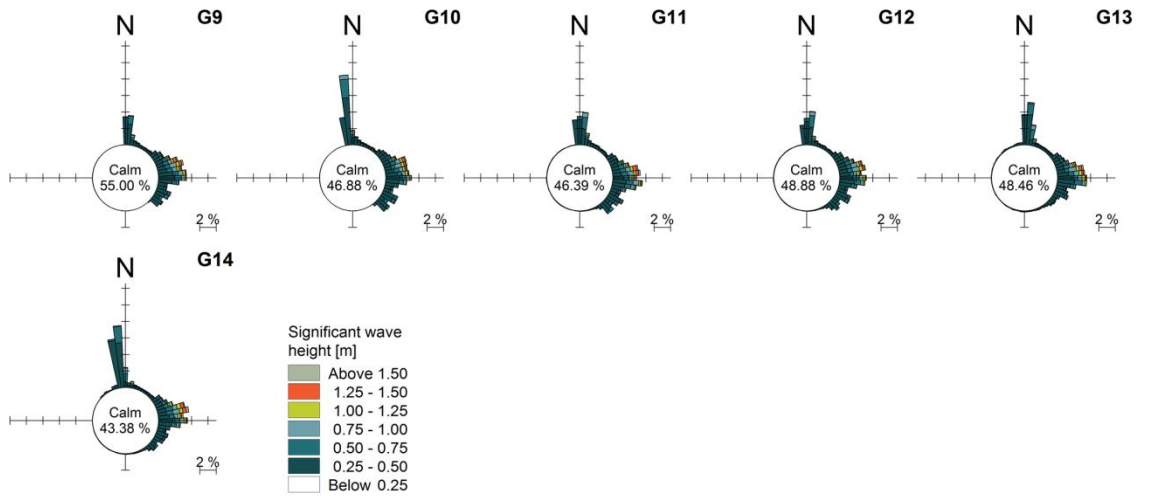 G9
N
Calm
55.00 %
2 %
G10
N
Calm
46.88 %
2 %
G11
N
Calm
46.39 %
2 %
G12
N
Calm
48.88 %
2 %
G13
N
Calm
48.46 %
2 %
G14
N
Calm
43.38 %
2 %
Significant wave
height [m]
Above 1.50
1.25 - 1.50
1.00 - 1.25
0.75 - 1.00
0.50 - 0.75
0.25 - 0.50
Below 0.25